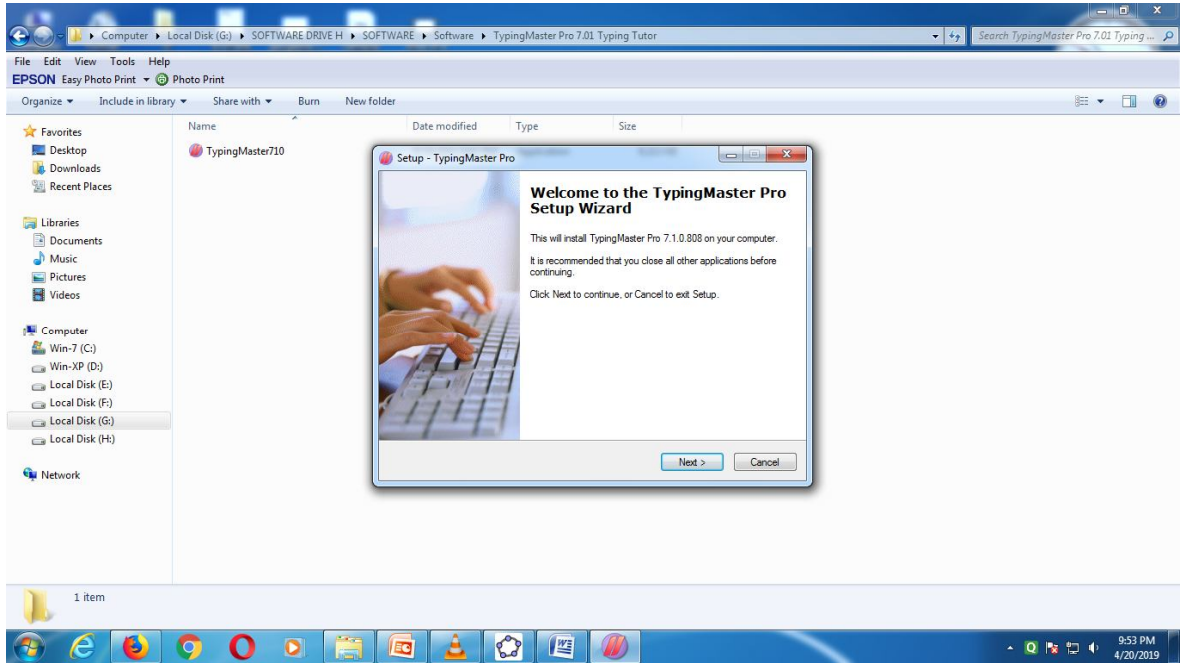 Computer ▸ Local Disk (G:) ▸ SOFTWARE DRIVE H ▸ SOFTWARE ▸ Software ▸ TypingMaster Pro 7.01 Typing Tutor
Search TypingMaster Pro 7.01 Typing ...
File Edit View Tools Help
EPSON Easy Photo Print Photo Print
Organize Include in library Share with Burn New folder
Name Date modified Type Size
TypingMaster710
Favorites
Desktop
Downloads
Recent Places
Libraries
Documents
Music
Pictures
Videos
Computer
Win-7 (C:)
Win-XP (D:)
Local Disk (E:)
Local Disk (F:)
Local Disk (G:)
Local Disk (H:)
Network
Setup - TypingMaster Pro
Welcome to the TypingMaster Pro
Setup Wizard
This will install TypingMaster Pro 7.1.0.808 on your computer.
It is recommended that you close all other applications before
continuing.
Click Next to continue, or Cancel to exit Setup.
Next > Cancel
1 item
9:53 PM
4/20/2019